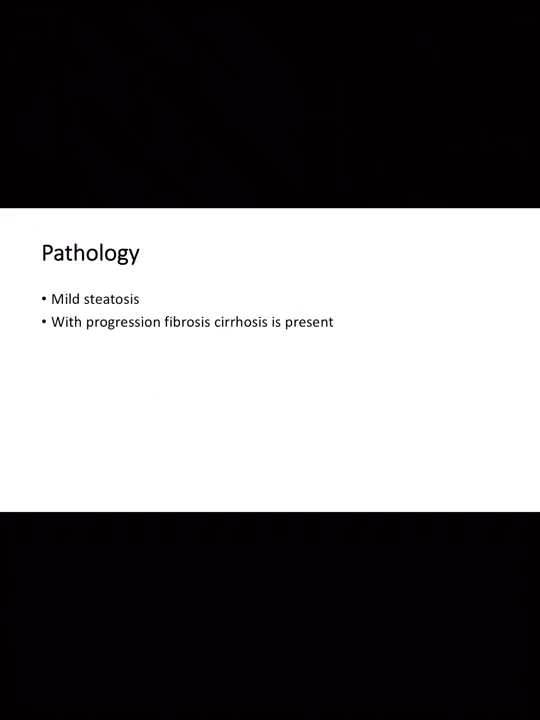 Pathology
• Mild steatosis
• With progression fibrosis cirrhosis is present